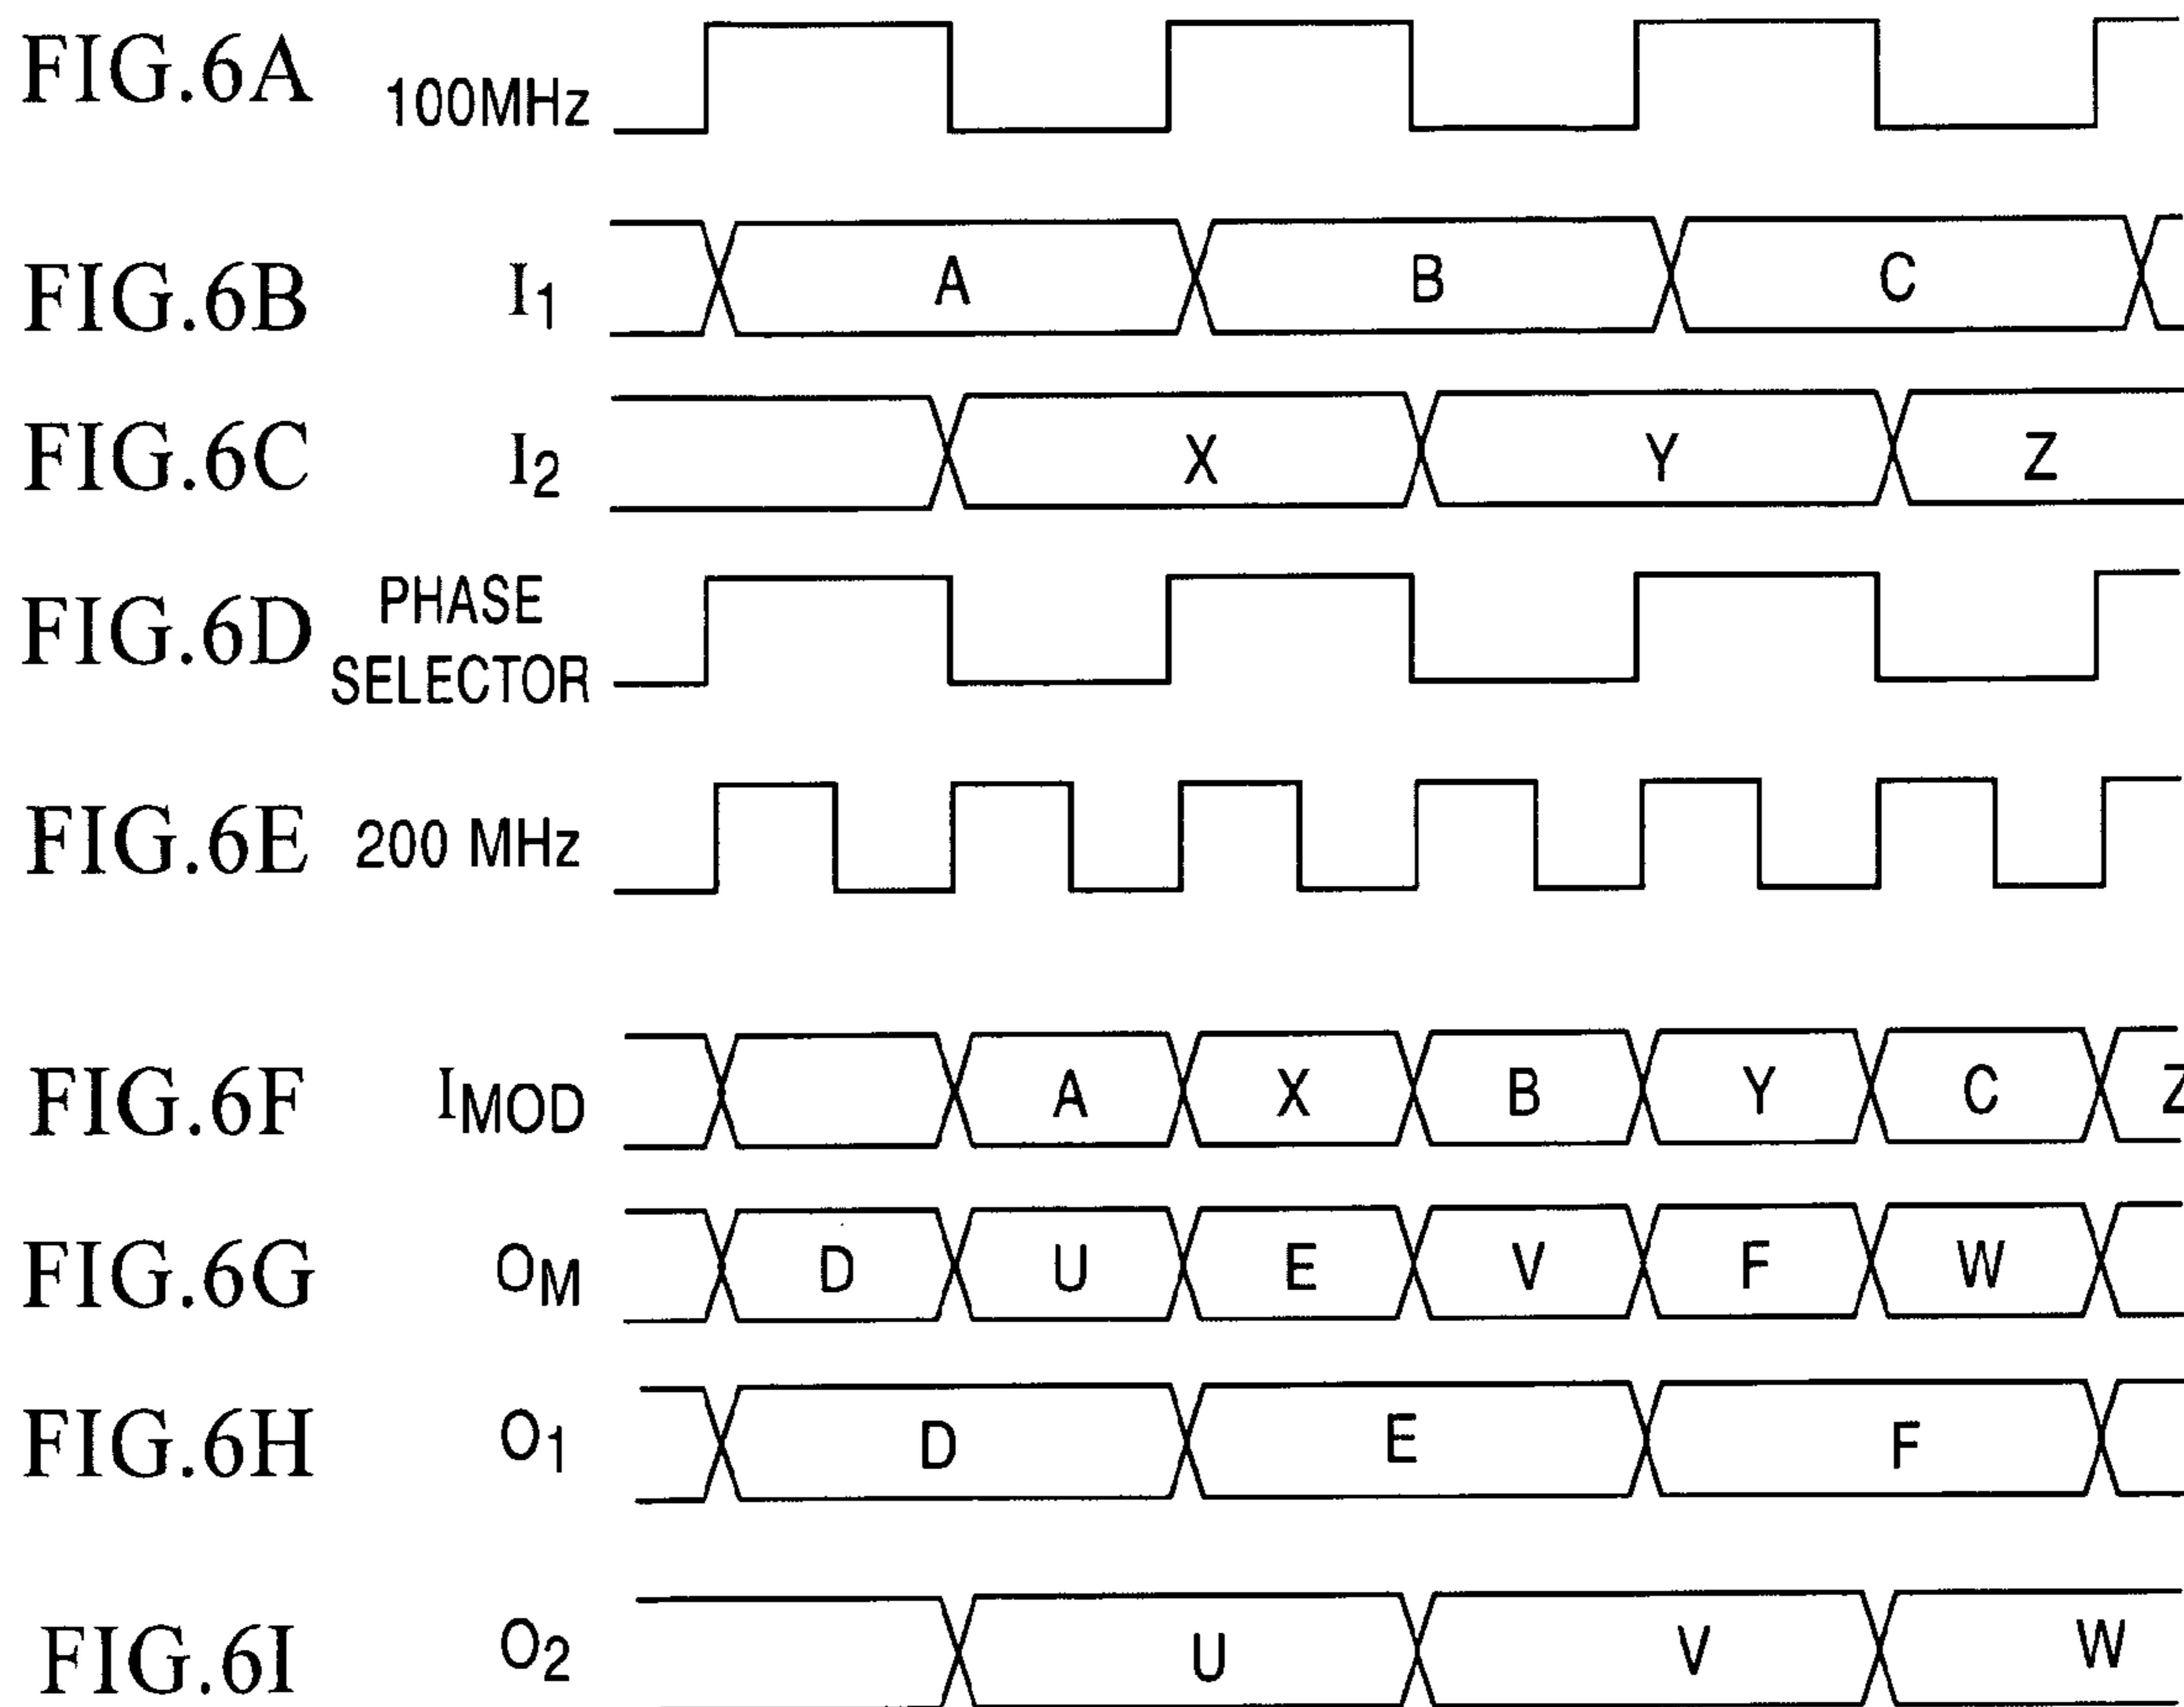 FIG.6A 100MHz
FIG.6B I1 A B C
FIG.6C I2 X Y Z
FIG.6D PHASE SELECTOR
FIG.6E 200 MHz
FIG.6F IMOD A X B Y C Z
FIG.6G OM D U E V F W
FIG.6H O1 D E F
FIG.6I O2 U V W